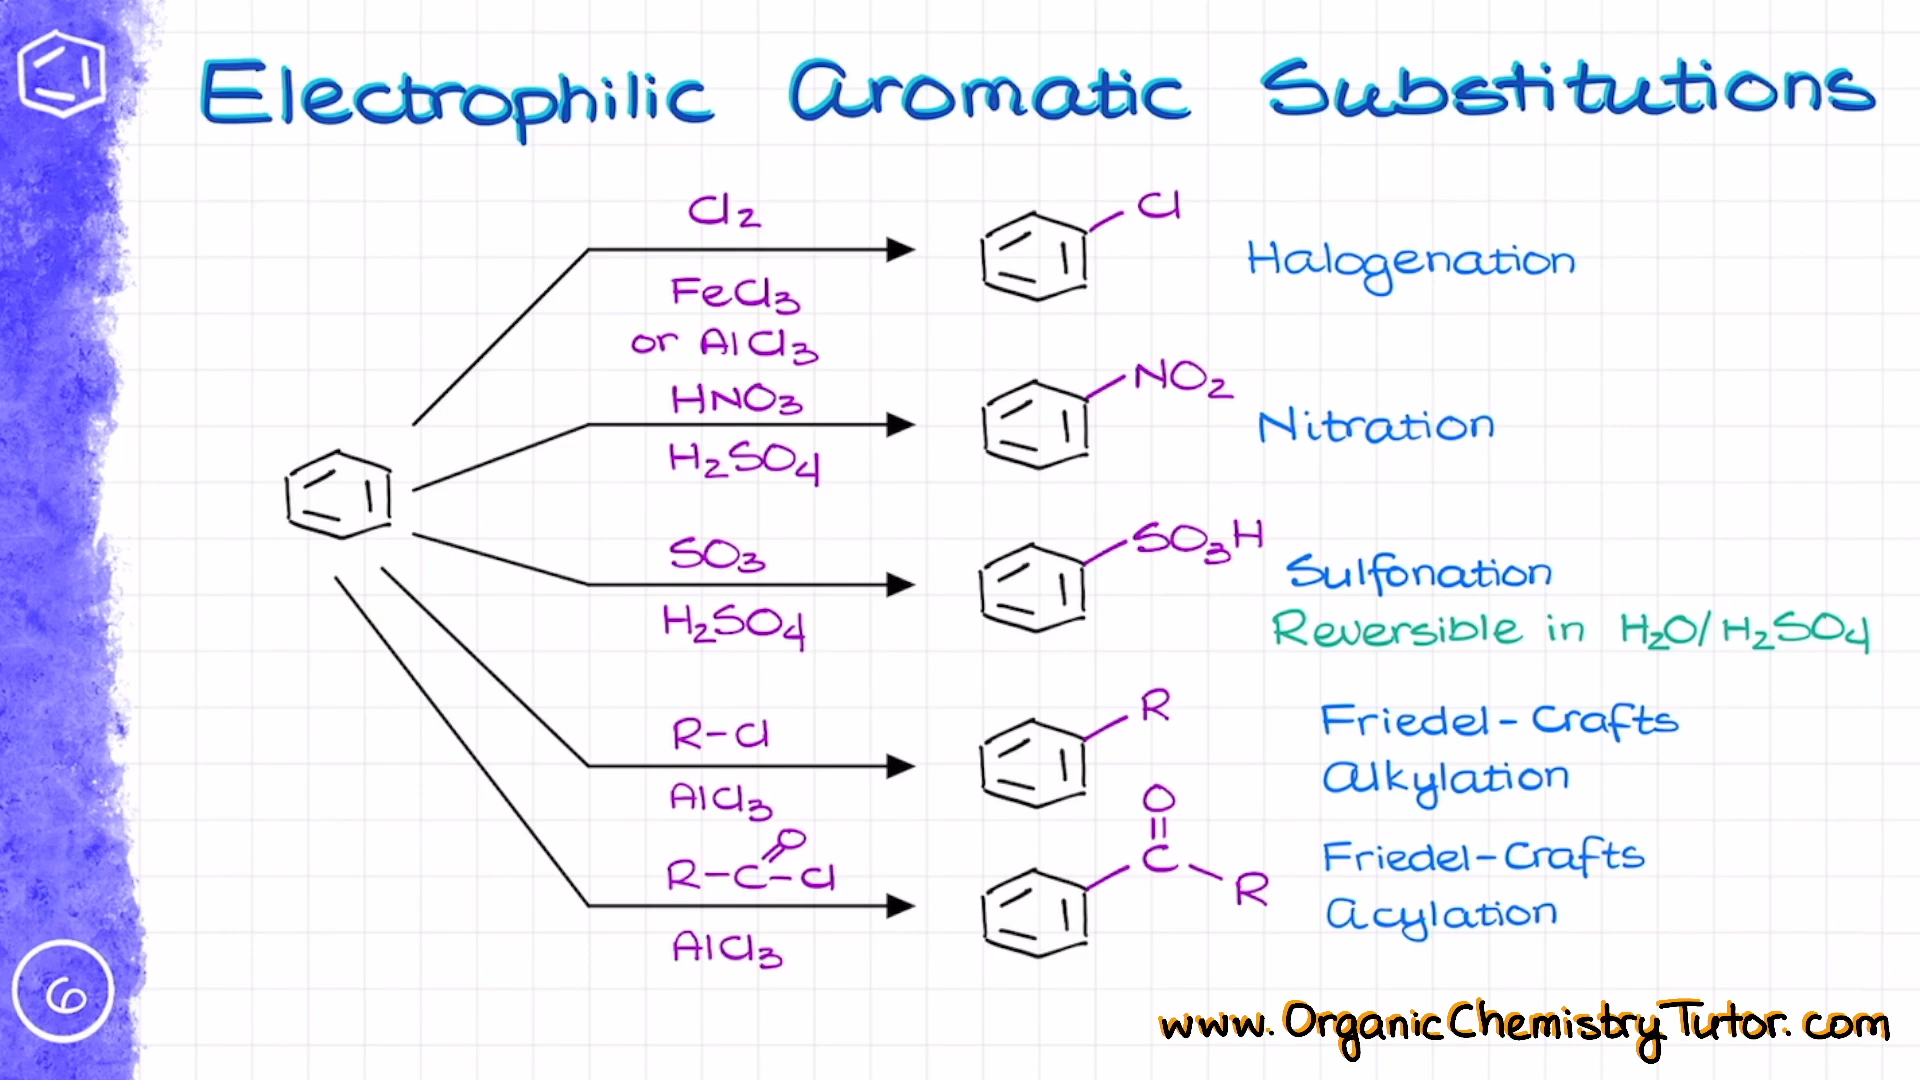 Electrophilic Aromatic Substitutions
Cl2
Cl
FeCl3
or AlCl3
Halogenation
HNO3
H2SO4
NO2
Nitration
SO3
H2SO4
SO3H
Sulfonation
Reversible in H2O/H2SO4
R-Cl
AlCl3
R
Friedel-Crafts
Alkylation
O
R-C-Cl
AlCl3
O
C
R
Friedel-Crafts
Acylation
6
www.OrganicChemistryTutor.com